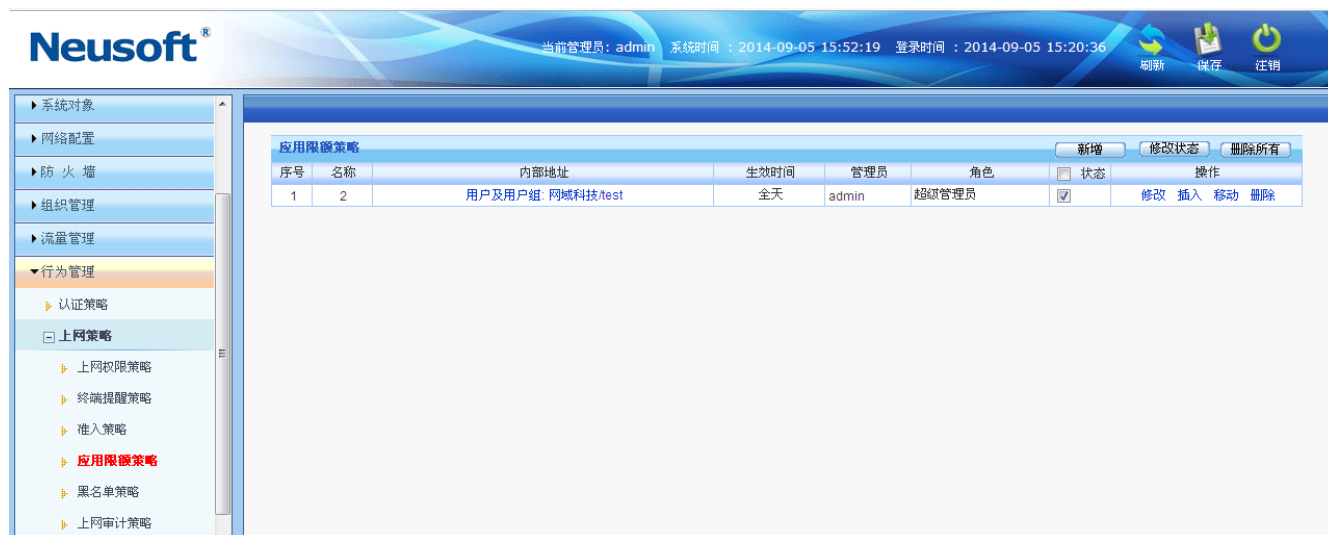 Neusoft®
当前管理员: admin 系统时间 : 2014-09-05 15:52:19 登录时间 : 2014-09-05 15:20:36
刷新 保存 注销
系统对象
网络配置
防 火 墙
组织管理
流量管理
行为管理
认证策略
上网策略
上网权限策略
终端提醒策略
准入策略
应用限额策略
黑名单策略
上网审计策略
应用限额策略 新增 修改状态 删除所有
序号 名称 内部地址 生效时间 管理员 角色 状态 操作
1 2 用户及用户组: 网域科技/test 全天 admin 超级管理员 修改 插入 移动 删除